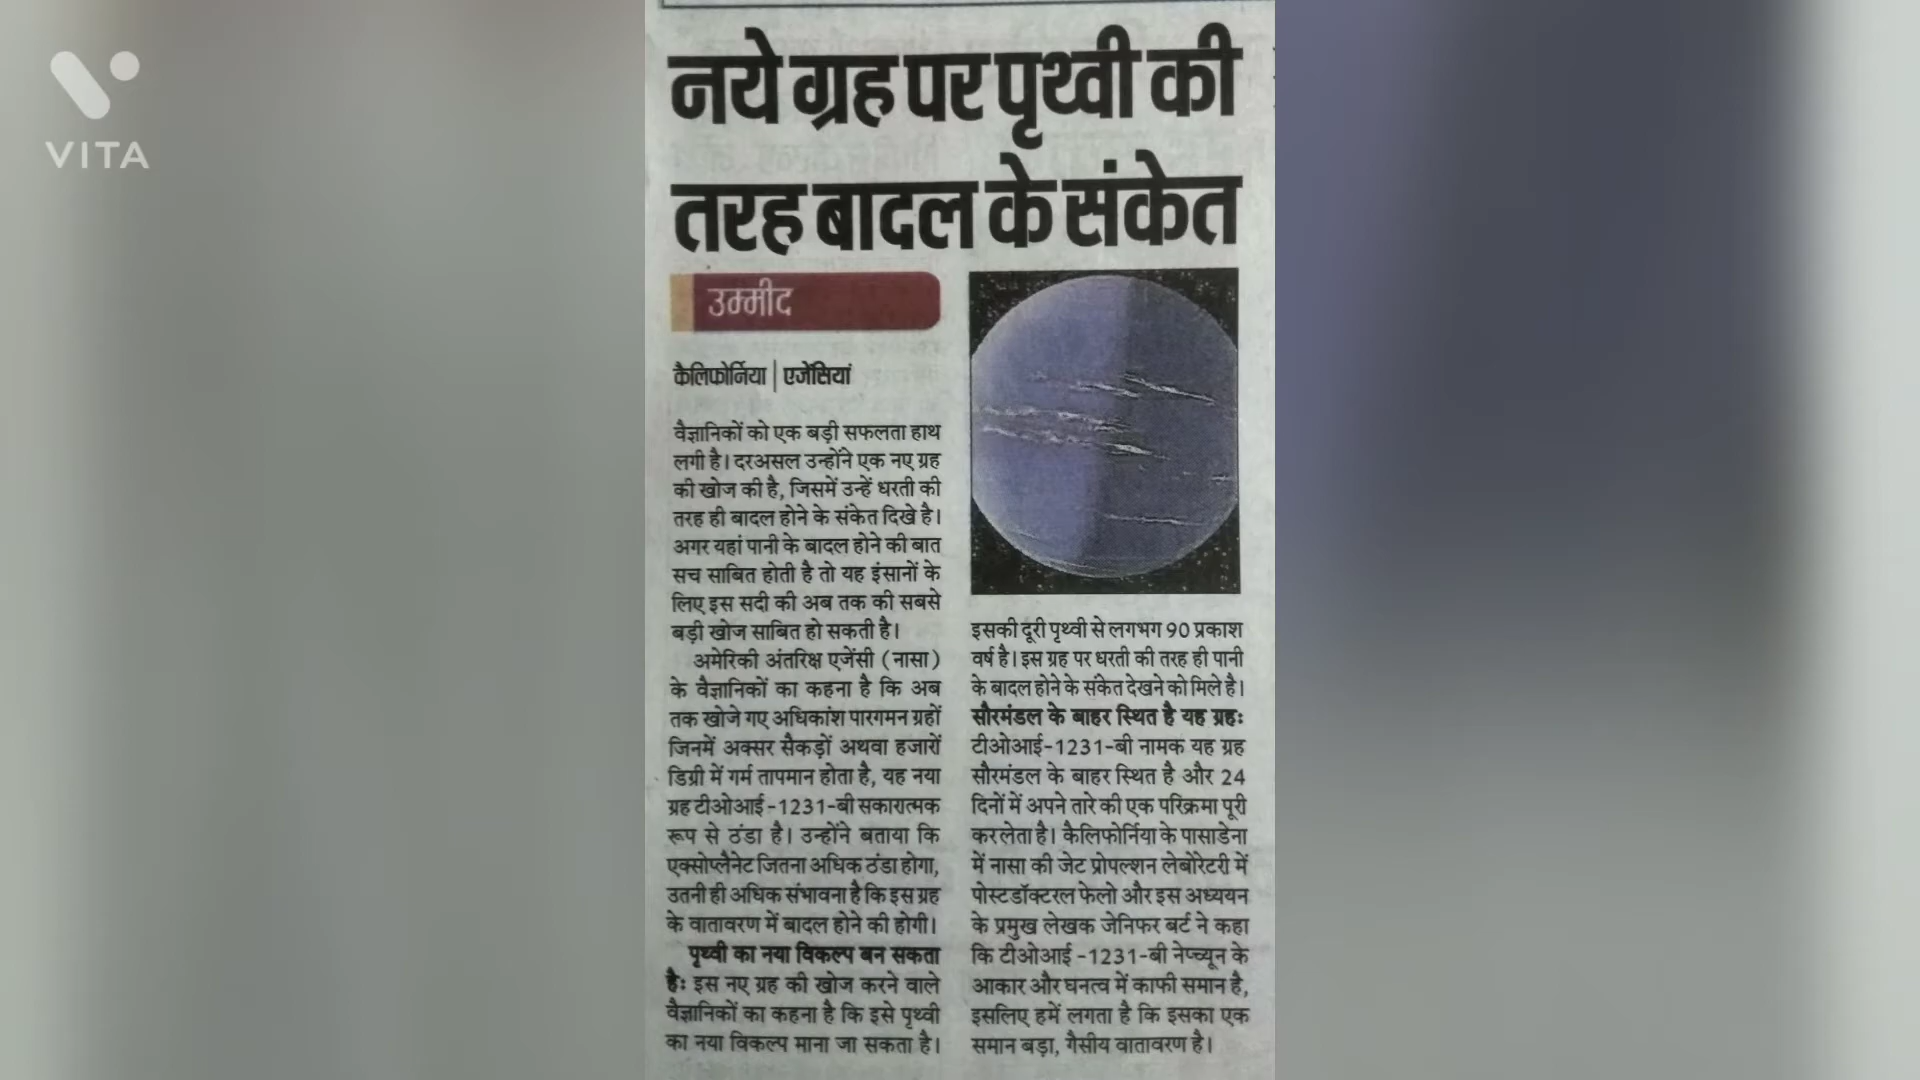 VITA
नये ग्रह पर पृथ्वी की
तरह बादल के संकेत
उम्मीद
कैलिफोर्निया | एजेंसियां
वैज्ञानिकों को एक बड़ी सफलता हाथ
लगी है। दरअसल उन्होंने एक नए ग्रह
की खोज की है, जिसमें उन्हें धरती की
तरह ही बादल होने के संकेत दिखे है।
अगर यहां पानी के बादल होने की बात
सच साबित होती है तो यह इंसानों के
लिए इस सदी की अब तक की सबसे
बड़ी खोज साबित हो सकती है।
अमेरिकी अंतरिक्ष एजेंसी (नासा)
के वैज्ञानिकों का कहना है कि अब
तक खोजे गए अधिकांश पारगमन ग्रहों
जिनमें अक्सर सैकड़ों अथवा हजारों
डिग्री में गर्म तापमान होता है, यह नया
ग्रह टीओआई-1231-बी सकारात्मक
रूप से ठंडा है। उन्होंने बताया कि
एक्सोप्लैनेट जितना अधिक ठंडा होगा,
उतनी ही अधिक संभावना है कि इस ग्रह
के वातावरण में बादल होने की होगी।
पृथ्वी का नया विकल्प बन सकता
है: इस नए ग्रह की खोज करने वाले
वैज्ञानिकों का कहना है कि इसे पृथ्वी
का नया विकल्प माना जा सकता है।
इसकी दूरी पृथ्वी से लगभग 90 प्रकाश
वर्ष है। इस ग्रह पर धरती की तरह ही पानी
के बादल होने के संकेत देखने को मिले है।
सौरमंडल के बाहर स्थित है यह ग्रह:
टीओआई-1231-बी नामक यह ग्रह
सौरमंडल के बाहर स्थित है और 24
दिनों में अपने तारे की एक परिक्रमा पूरी
कर लेता है। कैलिफोर्निया के पासाडेना
में नासा की जेट प्रोपल्शन लेबोरेटरी में
पोस्टडॉक्टरल फेलो और इस अध्ययन
के प्रमुख लेखक जेनिफर बर्ट ने कहा
कि टीओआई -1231-बी नेप्च्यून के
आकार और घनत्व में काफी समान है,
इसलिए हमें लगता है कि इसका एक
समान बड़ा, गैसीय वातावरण है।